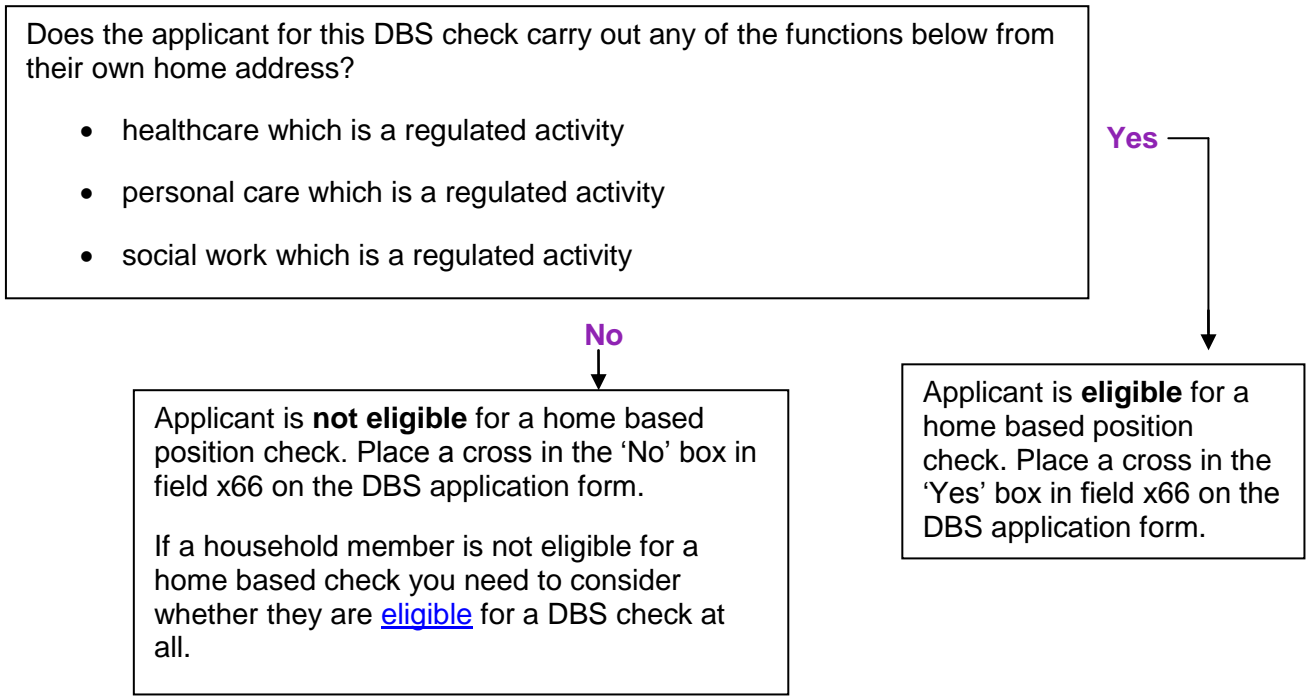 Does the applicant for this DBS check carry out any of the functions below from
their own home address?
• healthcare which is a regulated activity
• personal care which is a regulated activity
• social work which is a regulated activity
Yes
No
Applicant is not eligible for a home based
position check. Place a cross in the ‘No’ box in
field x66 on the DBS application form.
If a household member is not eligible for a
home based check you need to consider
whether they are eligible for a DBS check at
all.
Applicant is eligible for a
home based position
check. Place a cross in the
‘Yes’ box in field x66 on the
DBS application form.